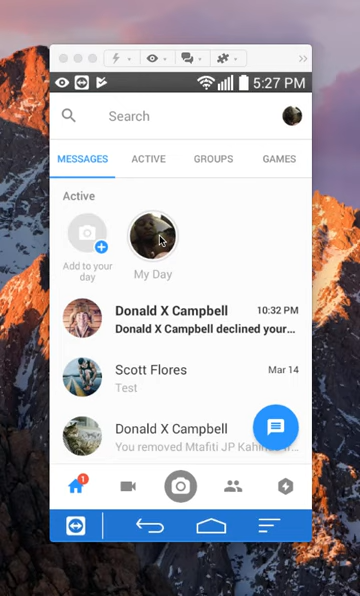 5:27 PM
Search
MESSAGES ACTIVE GROUPS GAMES
Active
Add to your
day
My Day
Donald X Campbell 10:32 PM
Donald X Campbell declined your...
Scott Flores Mar 14
Test
Donald X Campbell
You removed Mtafiti JP
1